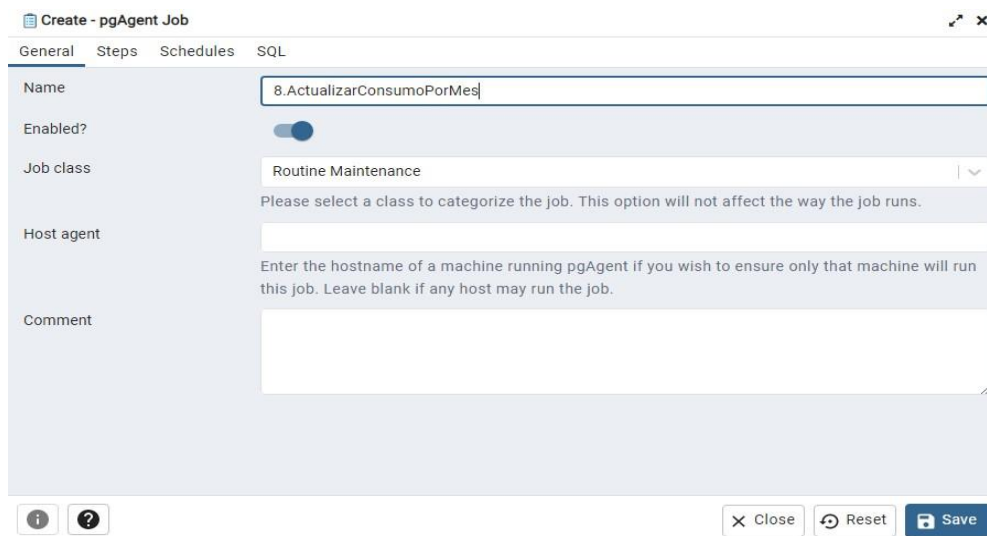 Create - pgAgent Job
General Steps Schedules SQL
Name
8.ActualizarConsumoPorMes
Enabled?
Job class
Routine Maintenance
Please select a class to categorize the job. This option will not affect the way the job runs.
Host agent
Enter the hostname of a machine running pgAgent if you wish to ensure only that machine will run
this job. Leave blank if any host may run the job.
Comment
Close Reset Save